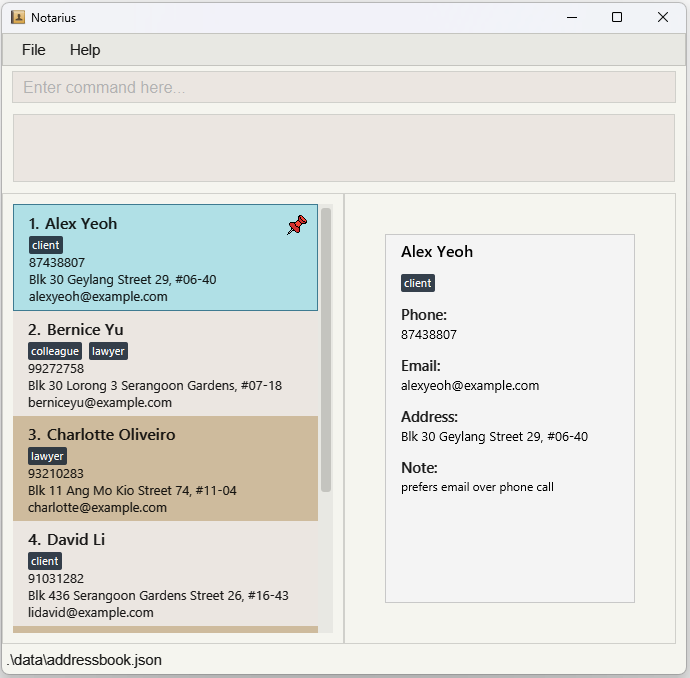 Notarius
File Help
Enter command here...
1. Alex Yeoh
client
87438807
Blk 30 Geylang Street 29, #06-40
alexyeoh@example.com
2. Bernice Yu
colleague lawyer
99272758
Blk 30 Lorong 3 Serangoon Gardens, #07-18
berniceyu@example.com
3. Charlotte Oliveiro
lawyer
93210283
Blk 11 Ang Mo Kio Street 74, #11-04
charlotte@example.com
4. David Li
client
91031282
Blk 436 Serangoon Gardens Street 26, #16-43
lidavid@example.com
Alex Yeoh
client
Phone:
87438807
Email:
alexyeoh@example.com
Address:
Blk 30 Geylang Street 29, #06-40
Note:
prefers email over phone call
.\data\addressbook.json